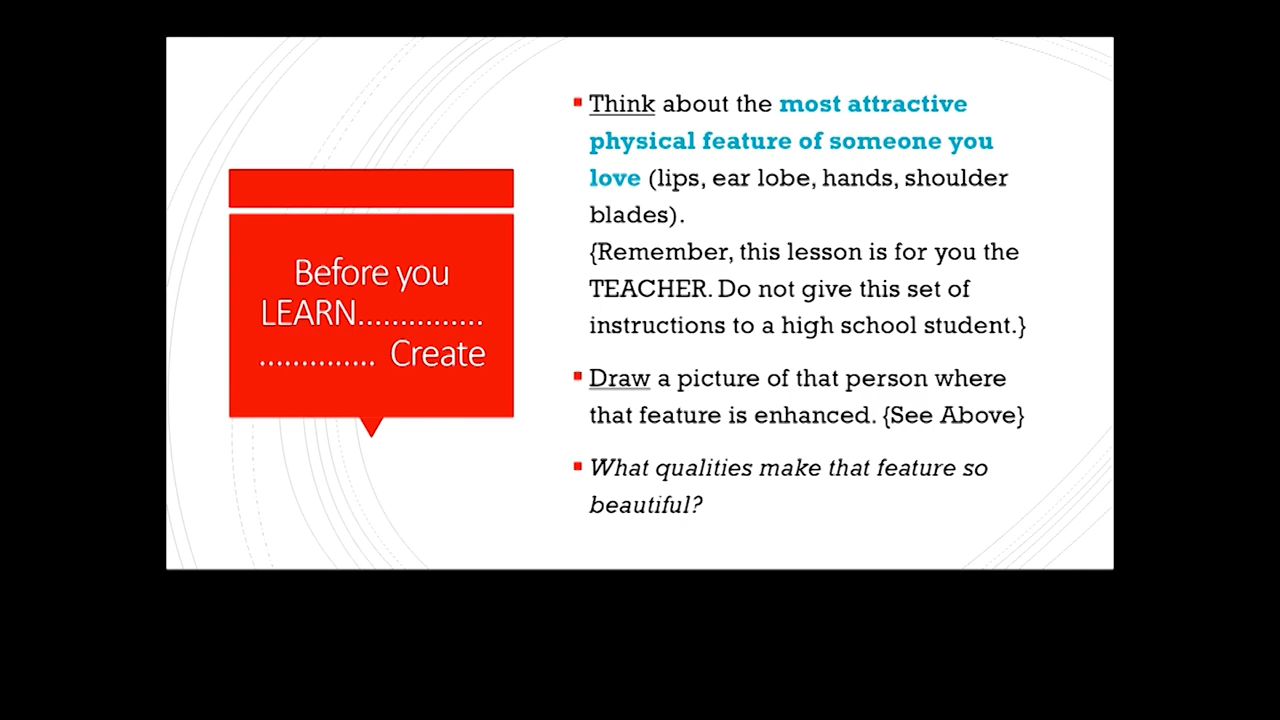 Before you
LEARN...............
.............. Create
Think about the most attractive
physical feature of someone you
love (lips, ear lobe, hands, shoulder
blades).
{Remember, this lesson is for you the
TEACHER. Do not give this set of
instructions to a high school student.}
Draw a picture of that person where
that feature is enhanced. {See Above}
What qualities make that feature so
beautiful?